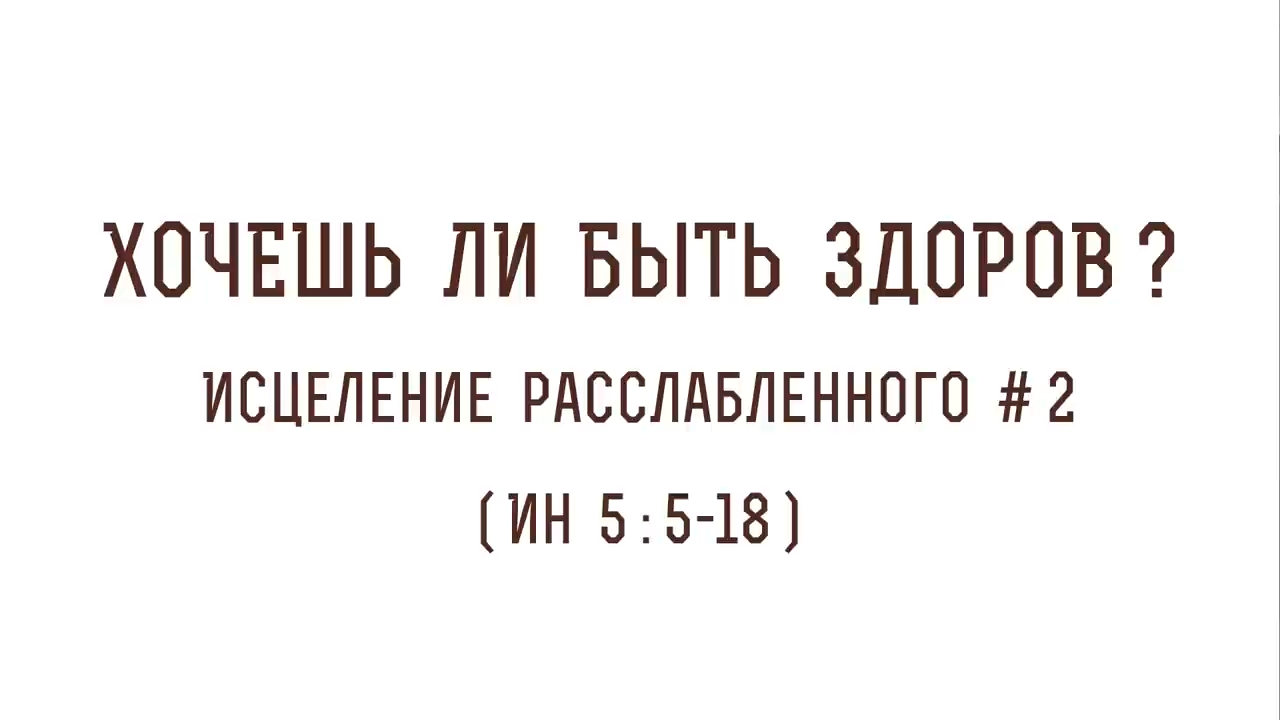 ХОЧЕШЬ ЛИ БЫТЬ ЗДОРОВ?
ИСЦЕЛЕНИЕ РАССЛАБЛЕННОГО #2
(ИН 5:5-18)